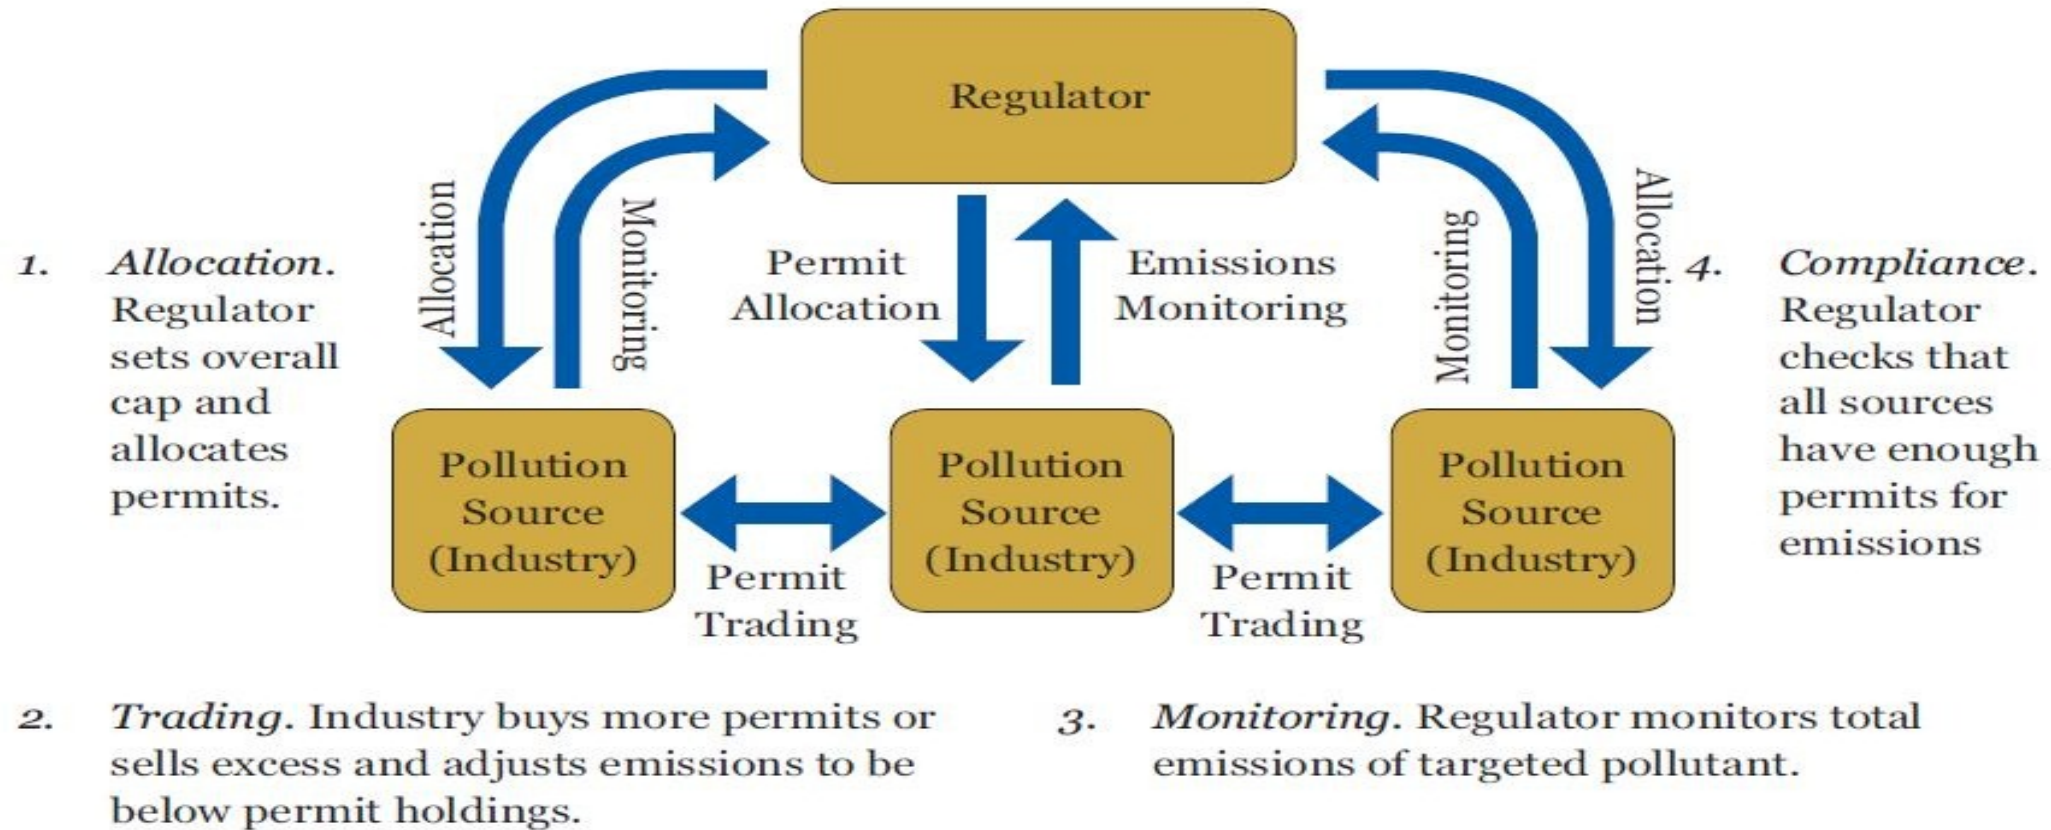 Regulator
Allocation
Monitoring
Permit
Allocation
Emissions
Monitoring
Monitoring
Allocation
1. Allocation.
Regulator
sets overall
cap and
allocates
permits.
4. Compliance.
Regulator
checks that
all sources
have enough
permits for
emissions
Pollution
Source
(Industry)
Permit
Trading
Pollution
Source
(Industry)
Permit
Trading
Pollution
Source
(Industry)
2. Trading. Industry buys more permits or
sells excess and adjusts emissions to be
below permit holdings.
3. Monitoring. Regulator monitors total
emissions of targeted pollutant.